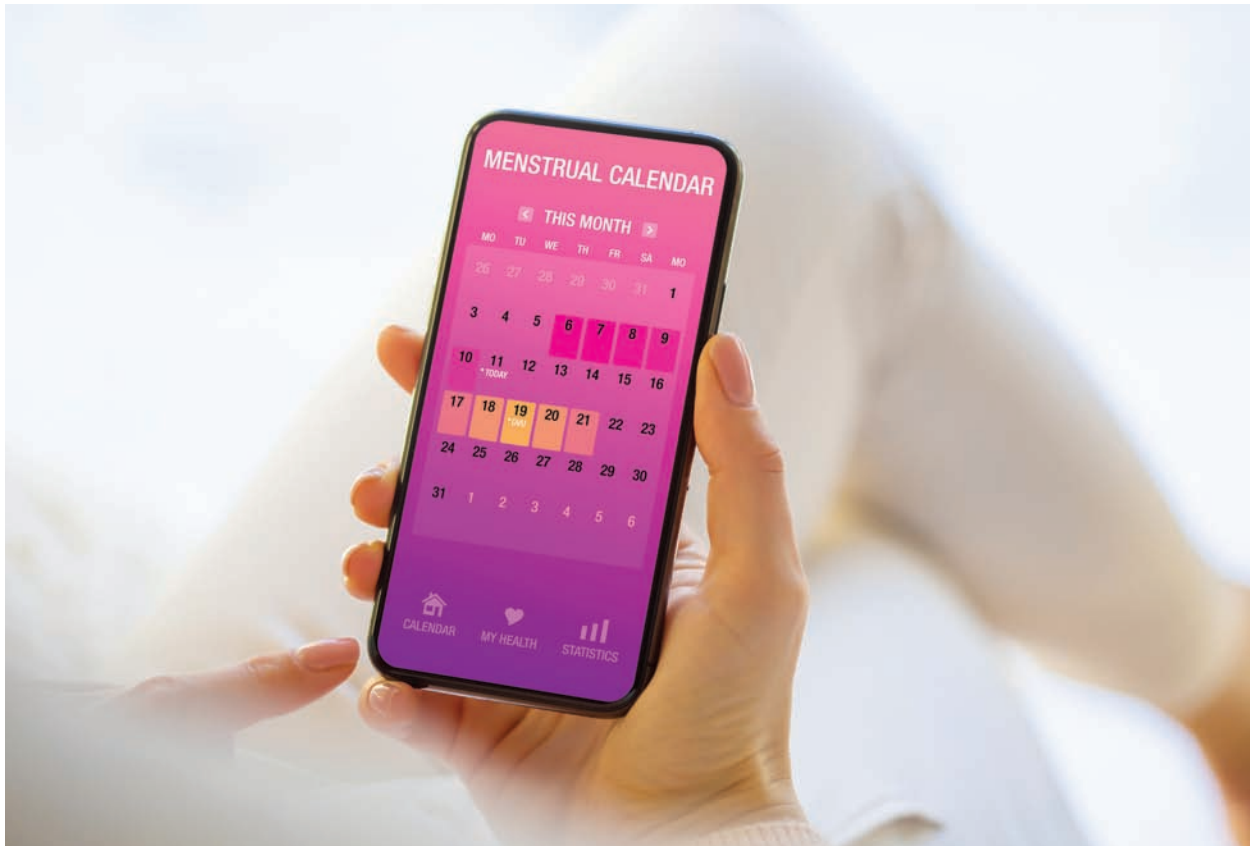 MENSTRUAL CALENDAR
< THIS MONTH >
MO TU WE TH FR SA MO
26 27 28 29 30 31 1
3 4 5 6 7 8 9
10 11 12 13 14 15 16
* TODAY
17 18 19 20 21 22 23
* OVU
24 25 26 27 28 29 30
31 1 2 3 4 5 6
CALENDAR MY HEALTH STATISTICS